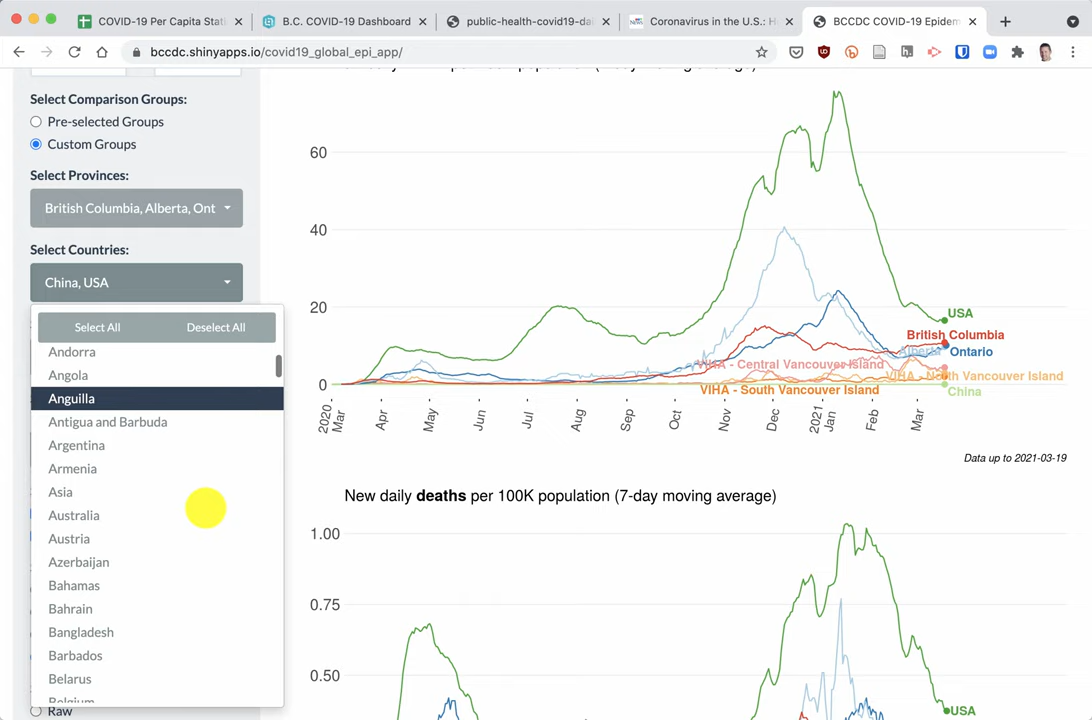 COVID-19 Per Capita Stati
B.C. COVID-19 Dashboard
public-health-covid19-da
Coronavirus in the U.S.: H
BCCDC COVID-19 Epidem
bccdc.shinyapps.io/covid19_global_epi_app/
Select Comparison Groups:
Pre-selected Groups
Custom Groups
Select Provinces:
British Columbia, Alberta, Ont
Select Countries:
China, USA
Select All
Deselect All
Andorra
Angola
Anguilla
Antigua and Barbuda
Argentina
Armenia
Asia
Australia
Austria
Azerbaijan
Bahamas
Bahrain
Bangladesh
Barbados
Belarus
Belgium
Raw
60
40
20
0
USA
British Columbia
Alberta
Ontario
VIHA - Central Vancouver Island
VIHA - North Vancouver Island
VIHA - South Vancouver Island
China
2020
Mar
Apr
May
Jun
Jul
Aug
Sep
Oct
Nov
Dec
2021
Jan
Feb
Mar
Data up to 2021-03-19
New daily deaths per 100K population (7-day moving average)
1.00
0.75
0.50
USA